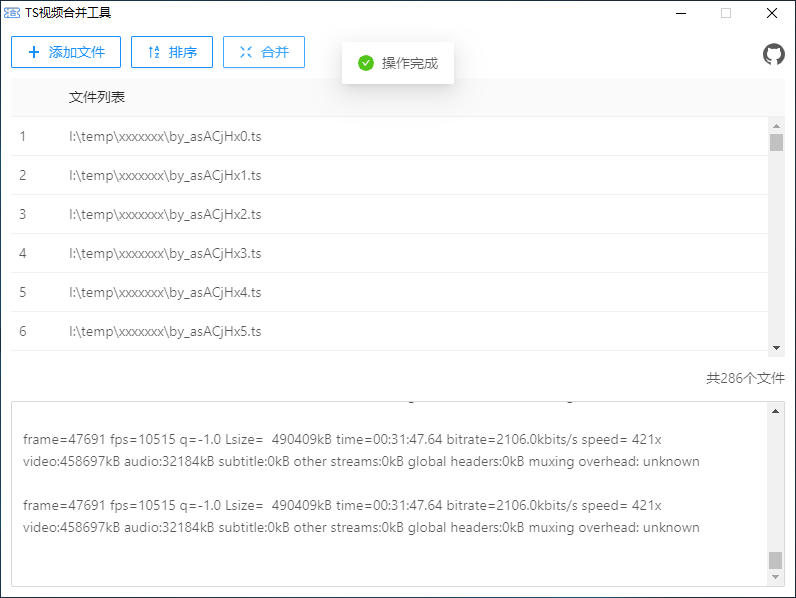 TS视频合并工具
添加文件 排序 合并
操作完成
文件列表
1 I:\temp\xxxxxxx\by_asACjHx0.ts
2 I:\temp\xxxxxxx\by_asACjHx1.ts
3 I:\temp\xxxxxxx\by_asACjHx2.ts
4 I:\temp\xxxxxxx\by_asACjHx3.ts
5 I:\temp\xxxxxxx\by_asACjHx4.ts
6 I:\temp\xxxxxxx\by_asACjHx5.ts
共286个文件
frame=47691 fps=10515 q=-1.0 Lsize=  490409kB time=00:31:47.64 bitrate=2106.0kbits/s speed= 421x
video:458697kB audio:32184kB subtitle:0kB other streams:0kB global headers:0kB muxing overhead: unknown
frame=47691 fps=10515 q=-1.0 Lsize=  490409kB time=00:31:47.64 bitrate=2106.0kbits/s speed= 421x
video:458697kB audio:32184kB subtitle:0kB other streams:0kB global headers:0kB muxing overhead: unknown